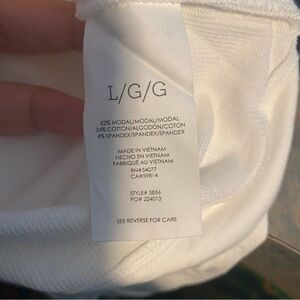 L/G/G
62% MODAL/MODAL/MODAL
34% COTTON/ALGODÓN/COTON
4% SPANDEX/SPANDEX/SPANDEX
MADE IN VIETNAM
HECHO EN VIETNAM
FABRIQUÉ AU VIETNAM
RN#54077
CA#59814
STYLE# 5856
PO# 224013
SEE REVERSE FOR CARE